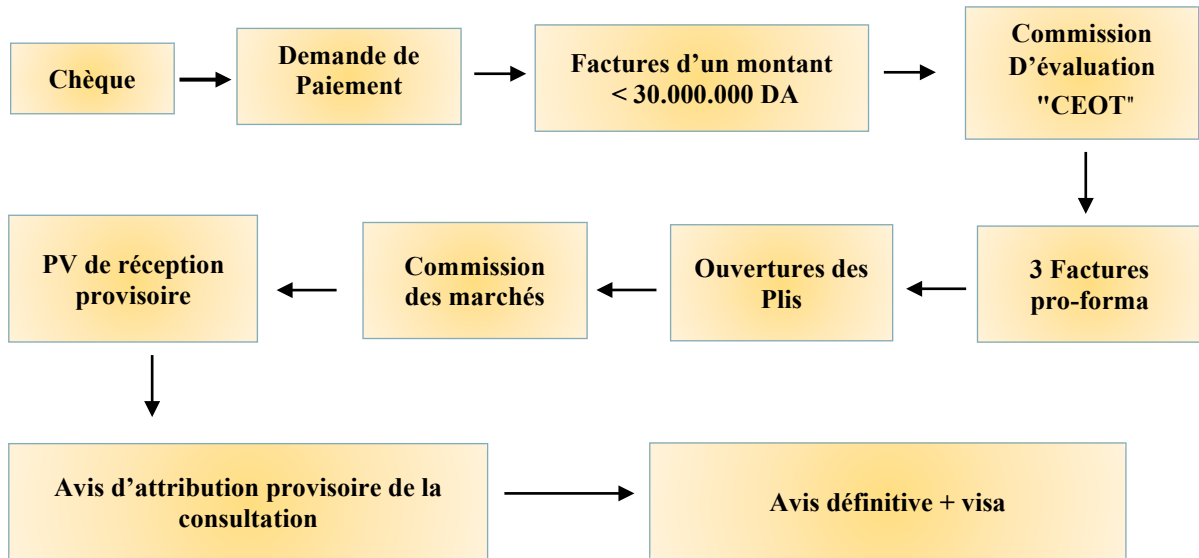 Chèque
Demande de
Paiement
Factures d’un montant
< 30.000.000 DA
Commission
D’évaluation
"CEOT"
PV de réception
provisoire
Commission
des marchés
Ouvertures des
Plis
3 Factures
pro-forma
Avis d’attribution provisoire de la
consultation
Avis définitive + visa